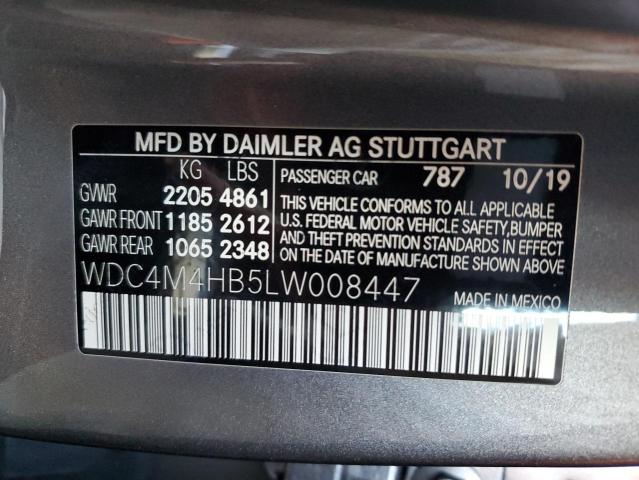 MFD BY DAIMLER AG STUTTGART
KG LBS
GVWR 2205 4861
GAWR FRONT 1185 2612
GAWR REAR 1065 2348
PASSENGER CAR 787 10/19
THIS VEHICLE CONFORMS TO ALL APPLICABLE
U.S. FEDERAL MOTOR VEHICLE SAFETY, BUMPER
AND THEFT PREVENTION STANDARDS IN EFFECT
ON THE DATE OF MANUFACTURE SHOWN ABOVE.
WDC4M4HB5LW008447
MADE IN MEXICO